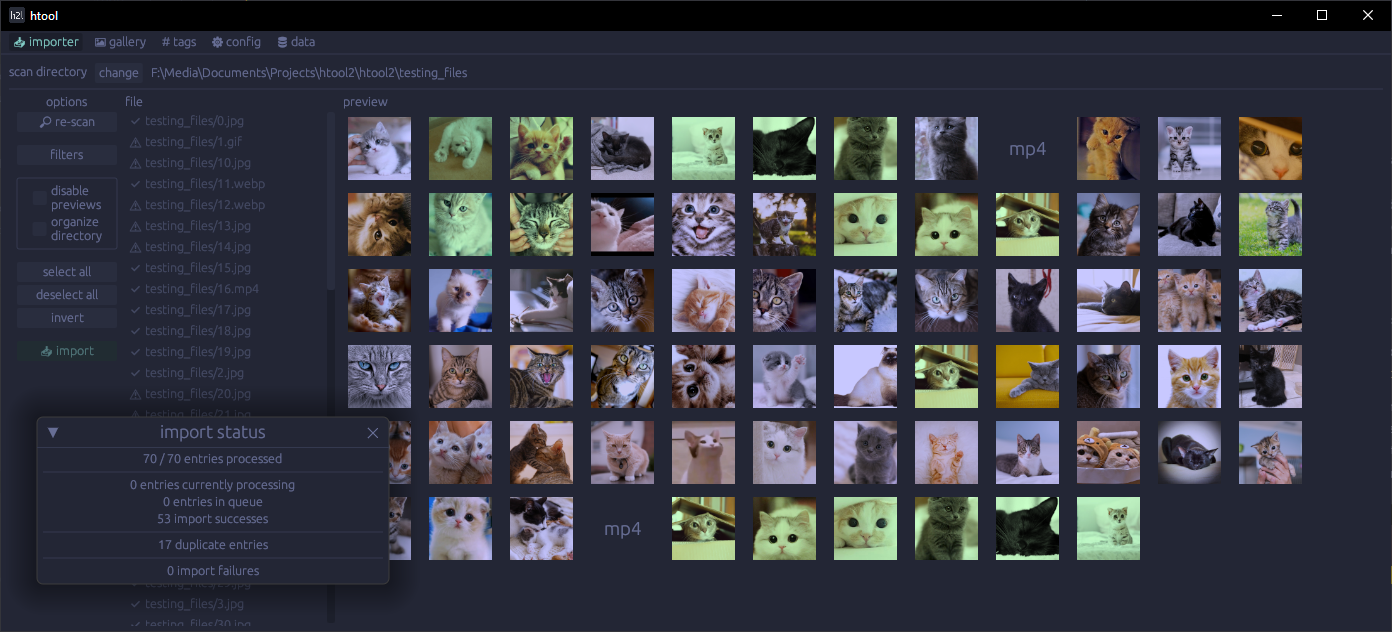 h2l htool
importer gallery # tags config data
scan directory change F:\Media\Documents\Projects\htool2\htool2\testing_files
options
re-scan
filters
disable
previews
organize
directory
select all
deselect all
invert
import
file
testing_files/0.jpg
testing_files/1.gif
testing_files/10.jpg
testing_files/11.webp
testing_files/12.webp
testing_files/13.jpg
testing_files/14.jpg
testing_files/15.jpg
testing_files/16.mp4
testing_files/17.jpg
testing_files/18.jpg
testing_files/19.jpg
testing_files/2.jpg
testing_files/20.jpg
testing_files/21.jpg
testing_files/29.jpg
testing_files/3.jpg
testing_files/30.jpg
preview
mp4
mp4
import status
70 / 70 entries processed
0 entries currently processing
0 entries in queue
53 import successes
17 duplicate entries
0 import failures